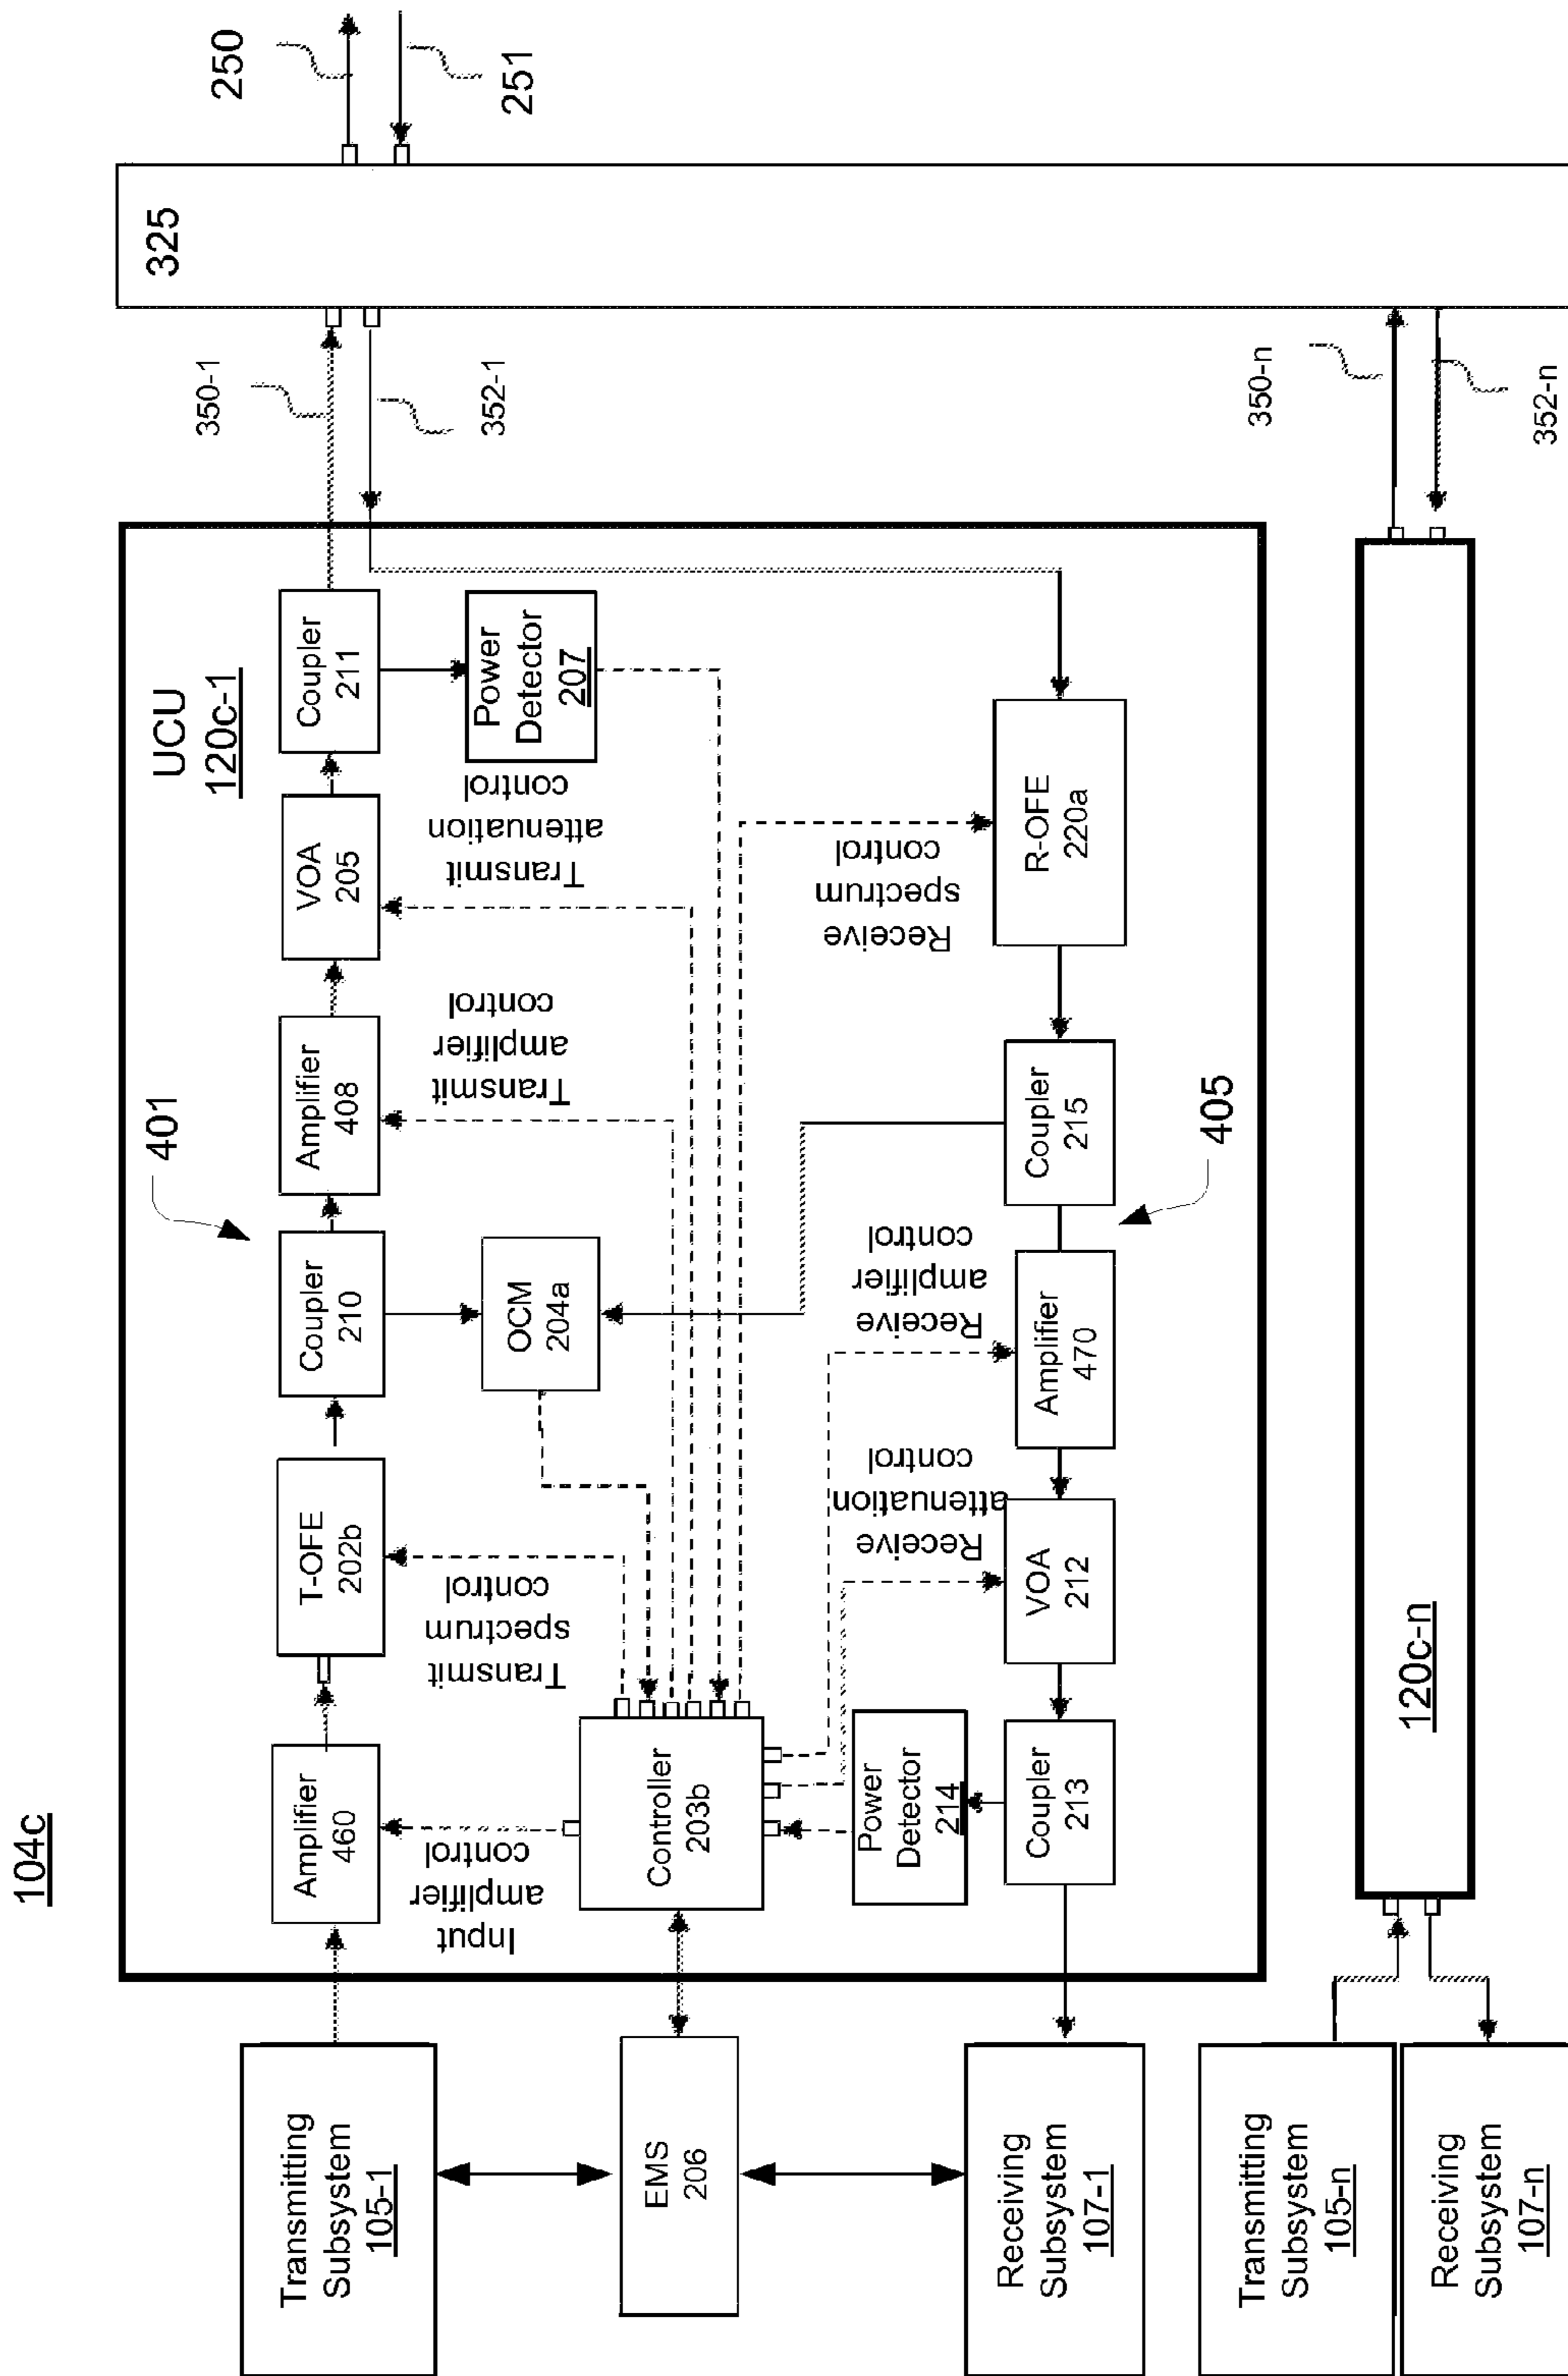 104c
Transmitting
Subsystem
105-1
EMS
206
Receiving
Subsystem
107-1
Transmitting
Subsystem
105-n
Receiving
Subsystem
107-n
UCU
120c-1
401
Amplifier
460
T-OFE
202b
Coupler
210
Amplifier
408
VOA
205
Coupler
211
Input
amplifier
control
Transmit
spectrum
control
OCM
204a
Transmit
amplifier
control
Transmit
attenuation
control
Power
Detector
207
Controller
203b
Power
Detector
214
Receive
attenuation
control
Receive
amplifier
control
Receive
spectrum
control
Coupler
213
VOA
212
Amplifier
470
Coupler
215
R-OFE
220a
405
120c-n
350-1
352-1
350-n
352-n
325
250
251